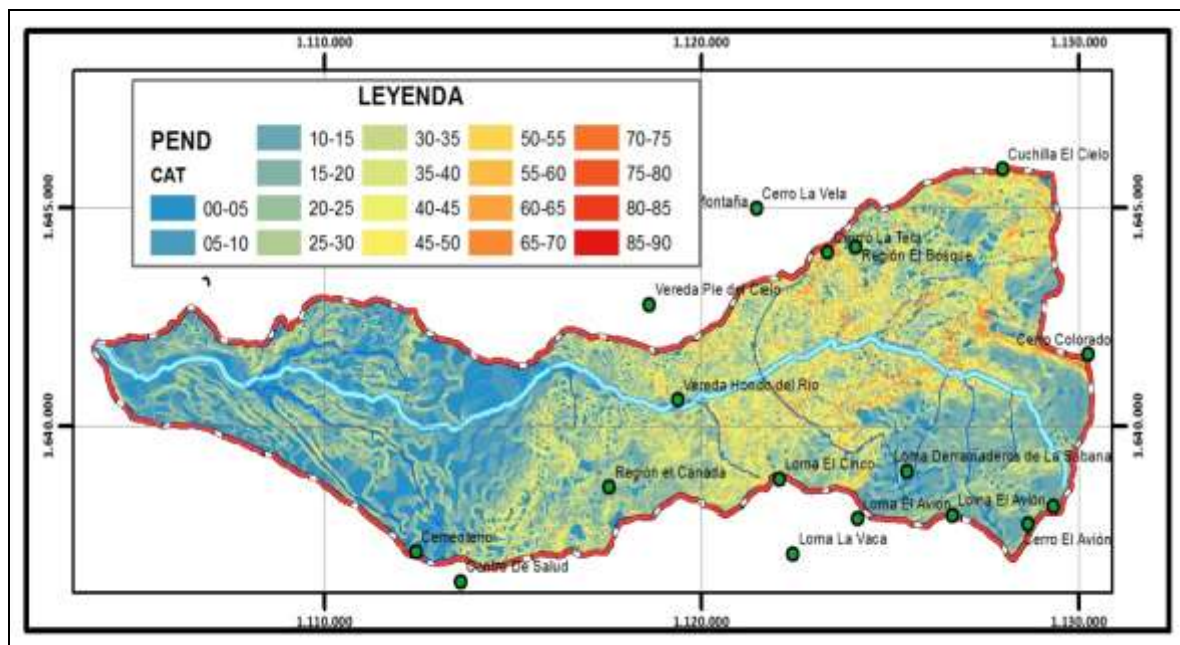 1.110.000 1.120.000 1.130.000
LEYENDA
PEND
CAT
00-05
05-10
10-15
15-20
20-25
25-30
30-35
35-40
40-45
45-50
50-55
55-60
60-65
65-70
70-75
75-80
80-85
85-90
1.645.000
1.645.000
1.640.000
1.640.000
Cuchilla El Cielo
Montaña
Cerro La Vela
Cerro La Teta
Región El Bosque
Vereda Pie del Cielo
Cerro Colorado
Vereda Hondo del Rio
Loma El Cinco
Loma Derramaderos de La Sabana
Región el Canada
Loma El Avión
Loma El Avión
Cerro El Avión
Loma La Vaca
Cementerio
Centro De Salud
1.110.000 1.120.000 1.130.000